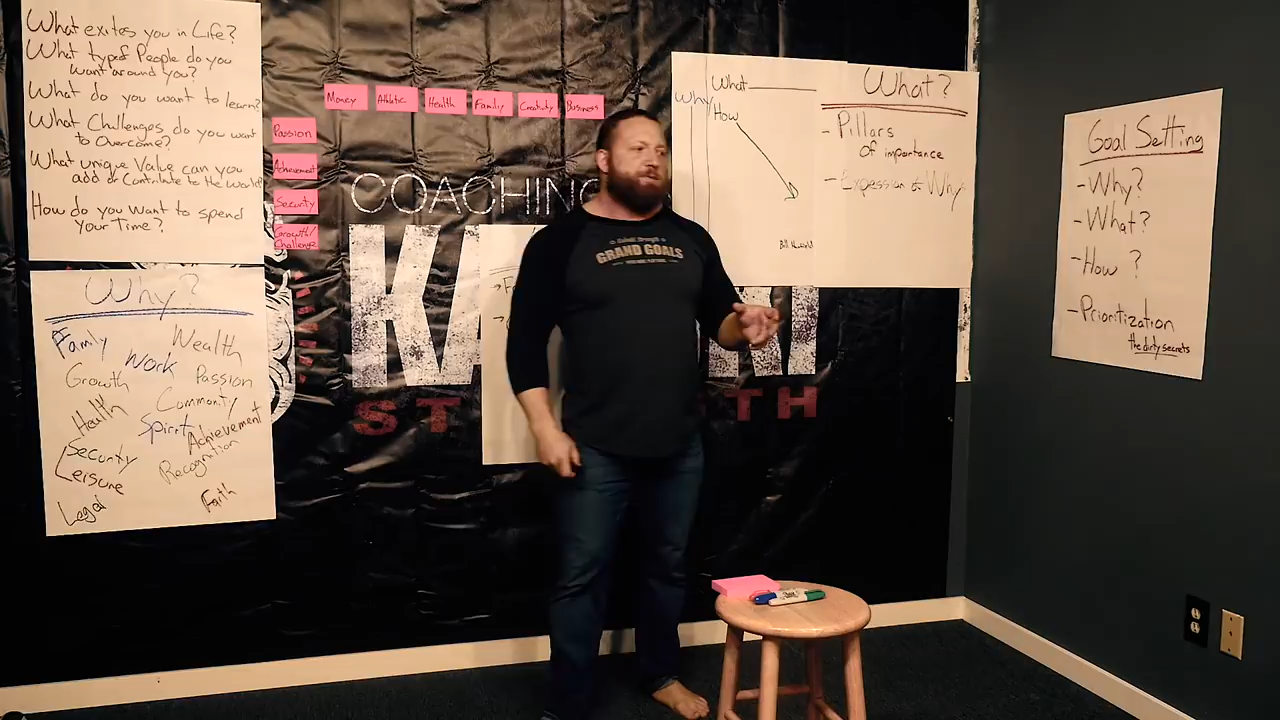 What exites you in Life?
What typeof People do you
want around you?
What do you want to learn?
What Challenges do you want
to Overcome?
What unique Value can you
add or Contribute to the World?
How do you Want to spend
your Time?
Why?
Family
Wealth
Work
Growth
Passion
Health
Community
Spirit
Achievement
Security
Recognition
Leisure
Legal
Faith
Money
Athletic
Health
Family
Creativity
Business
Passion
Achievement
Security
Growth/
Challenge
COACHING
KA
ST
TH
GRAND GOALS
What
Why
How
What?
- Pillars
of importance
- Expession of Why
Goal Setting
- Why?
- What?
- How?
- Prioritization
the dirty secrets